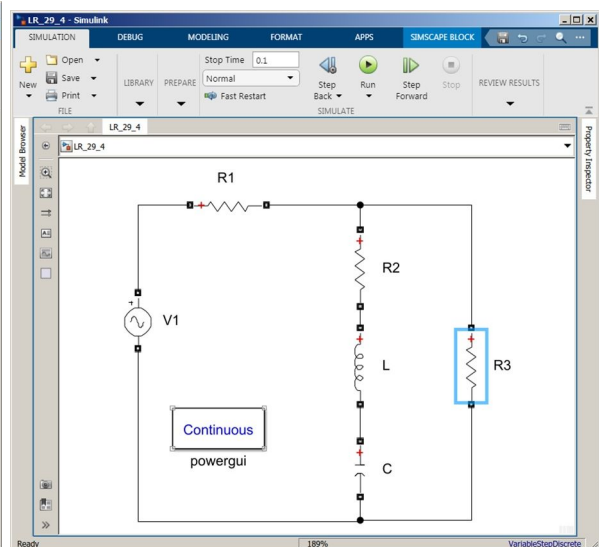 LR_29_4 - Simulink
SIMULATION DEBUG MODELING FORMAT APPS SIMSCAPE BLOCK
New
Open
Save
Print
FILE
LIBRARY
PREPARE
Stop Time 0.1
Normal
Fast Restart
Step Back
Run
Step Forward
Stop
SIMULATE
REVIEW RESULTS
Model Browser
LR_29_4
LR_29_4
Property Inspector
R1
R2
V1
L
R3
Continuous
powergui
C
Ready 189% VariableStepDiscrete